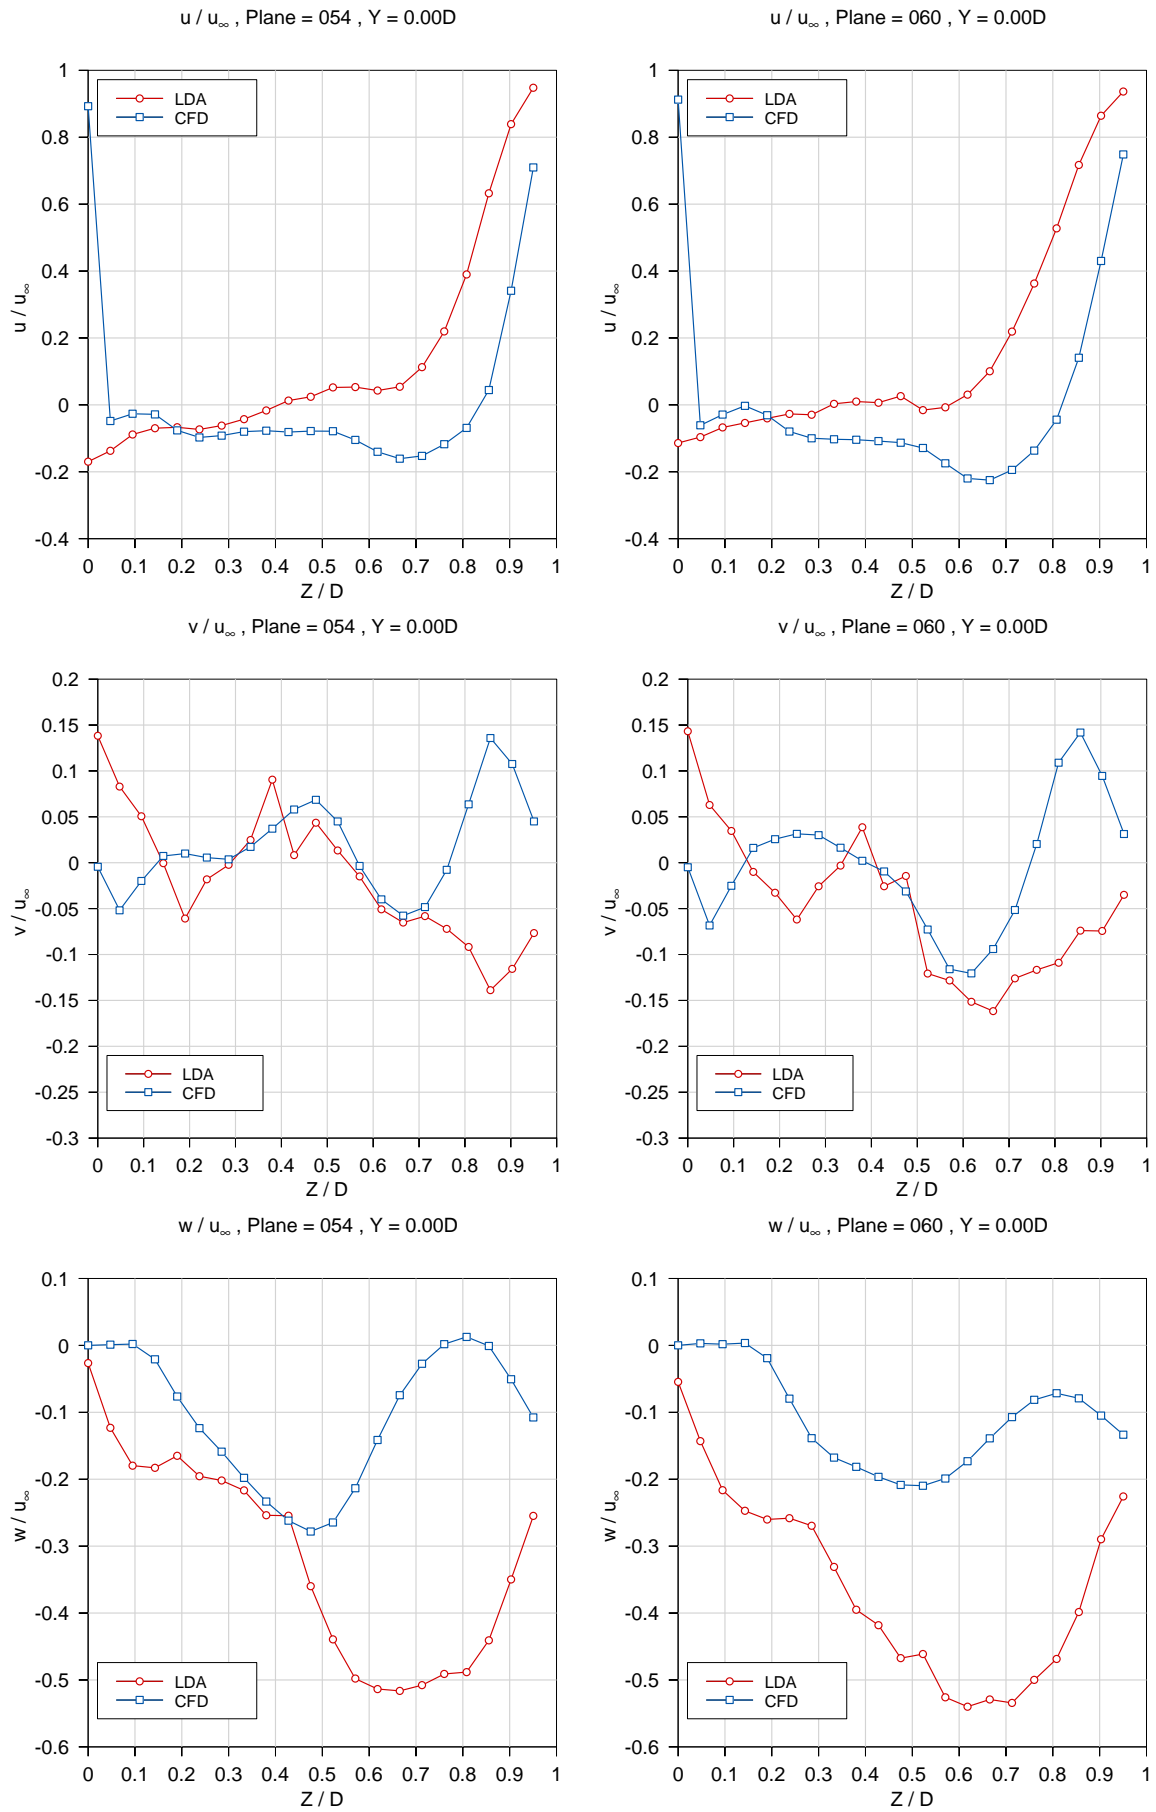 u / u∞ , Plane = 054 , Y = 0.00D
u / u∞ , Plane = 060 , Y = 0.00D
1
0.8
0.6
0.4
0.2
0
-0.2
-0.4
u / u∞
LDA
CFD
0 0.1 0.2 0.3 0.4 0.5 0.6 0.7 0.8 0.9 1
Z / D
1
0.8
0.6
0.4
0.2
0
-0.2
-0.4
u / u∞
LDA
CFD
0 0.1 0.2 0.3 0.4 0.5 0.6 0.7 0.8 0.9 1
Z / D
v / u∞ , Plane = 054 , Y = 0.00D
v / u∞ , Plane = 060 , Y = 0.00D
0.2
0.15
0.1
0.05
0
-0.05
-0.1
-0.15
-0.2
-0.25
-0.3
v / u∞
LDA
CFD
0 0.1 0.2 0.3 0.4 0.5 0.6 0.7 0.8 0.9 1
Z / D
0.2
0.15
0.1
0.05
0
-0.05
-0.1
-0.15
-0.2
-0.25
-0.3
v / u∞
LDA
CFD
0 0.1 0.2 0.3 0.4 0.5 0.6 0.7 0.8 0.9 1
Z / D
w / u∞ , Plane = 054 , Y = 0.00D
w / u∞ , Plane = 060 , Y = 0.00D
0.1
0
-0.1
-0.2
-0.3
-0.4
-0.5
-0.6
w / u∞
LDA
CFD
0 0.1 0.2 0.3 0.4 0.5 0.6 0.7 0.8 0.9 1
Z / D
0.1
0
-0.1
-0.2
-0.3
-0.4
-0.5
-0.6
w / u∞
LDA
CFD
0 0.1 0.2 0.3 0.4 0.5 0.6 0.7 0.8 0.9 1
Z / D